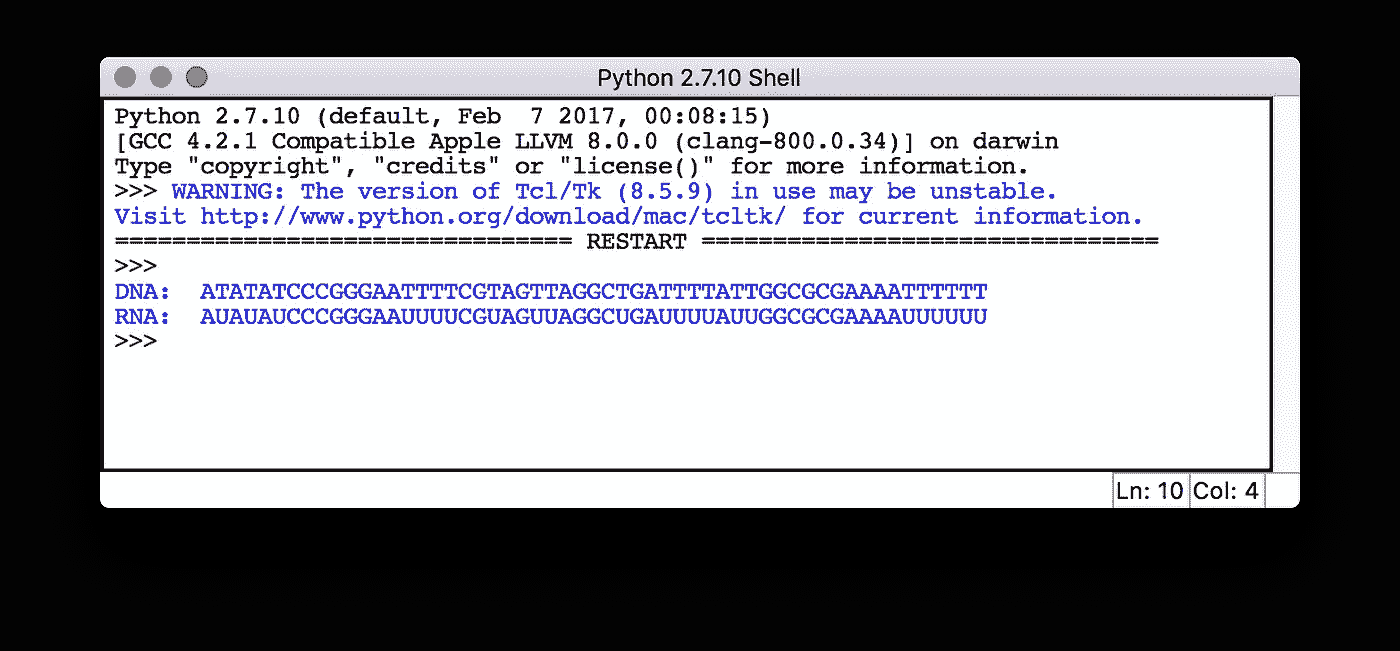 Python 2.7.10 Shell
Python 2.7.10 (default, Feb  7 2017, 00:08:15)
[GCC 4.2.1 Compatible Apple LLVM 8.0.0 (clang-800.0.34)] on darwin
Type "copyright", "credits" or "license()" for more information.
>>> WARNING: The version of Tcl/Tk (8.5.9) in use may be unstable.
Visit http://www.python.org/download/mac/tcltk/ for current information.
================================ RESTART ================================
>>>
DNA:  ATATATCCCGGGAATTTTCGTAGTTAGGCTGATTTTATTGGCGCGAAAATTTTTT
RNA:  AUAUAUCCCGGGAAUUUUCGUAGUUAGGCUGAUUUUAUUGGCGCGAAAAUUUUUU
>>>
Ln: 10 Col: 4